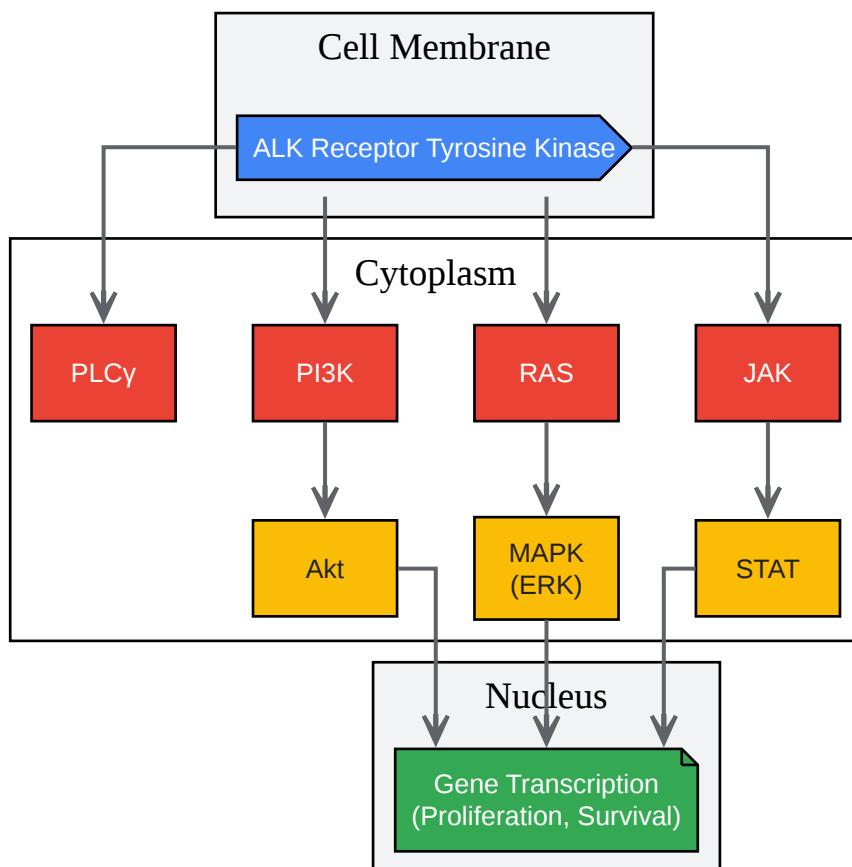 Cell Membrane
ALK Receptor Tyrosine Kinase
Cytoplasm
PLCγ
PI3K
RAS
JAK
Akt
MAPK
(ERK)
STAT
Nucleus
Gene Transcription
(Proliferation, Survival)